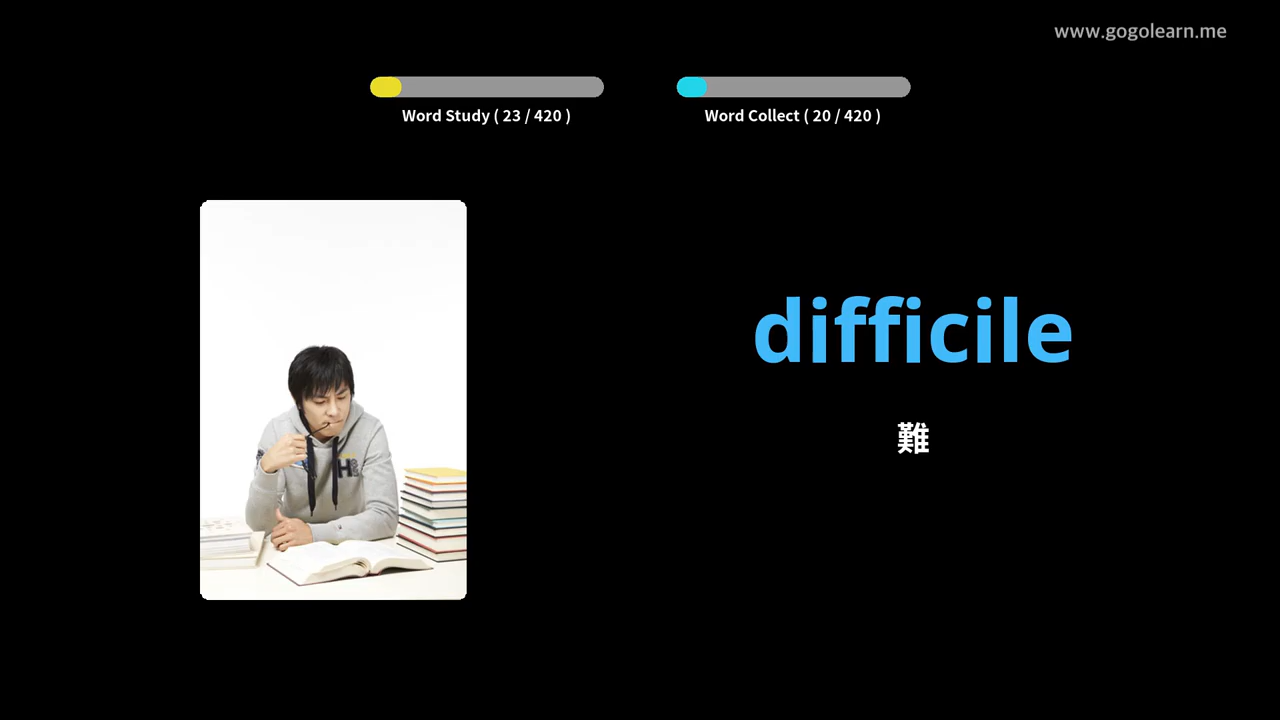 www.gogolearn.me
Word Study ( 23 / 420 )
Word Collect ( 20 / 420 )
difficile
難
H